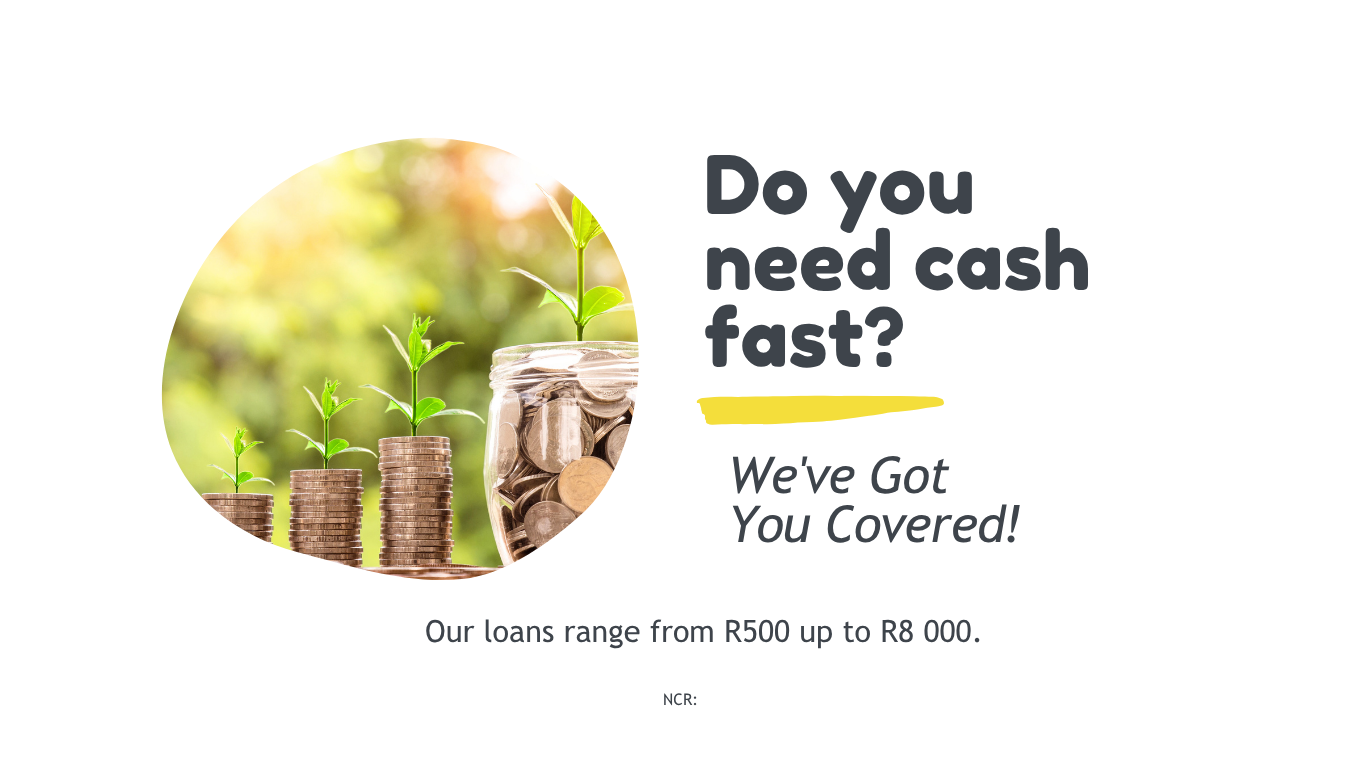 Do you
need cash
fast?
We've Got
You Covered!
Our loans range from R500 up to R8 000.
NCR: